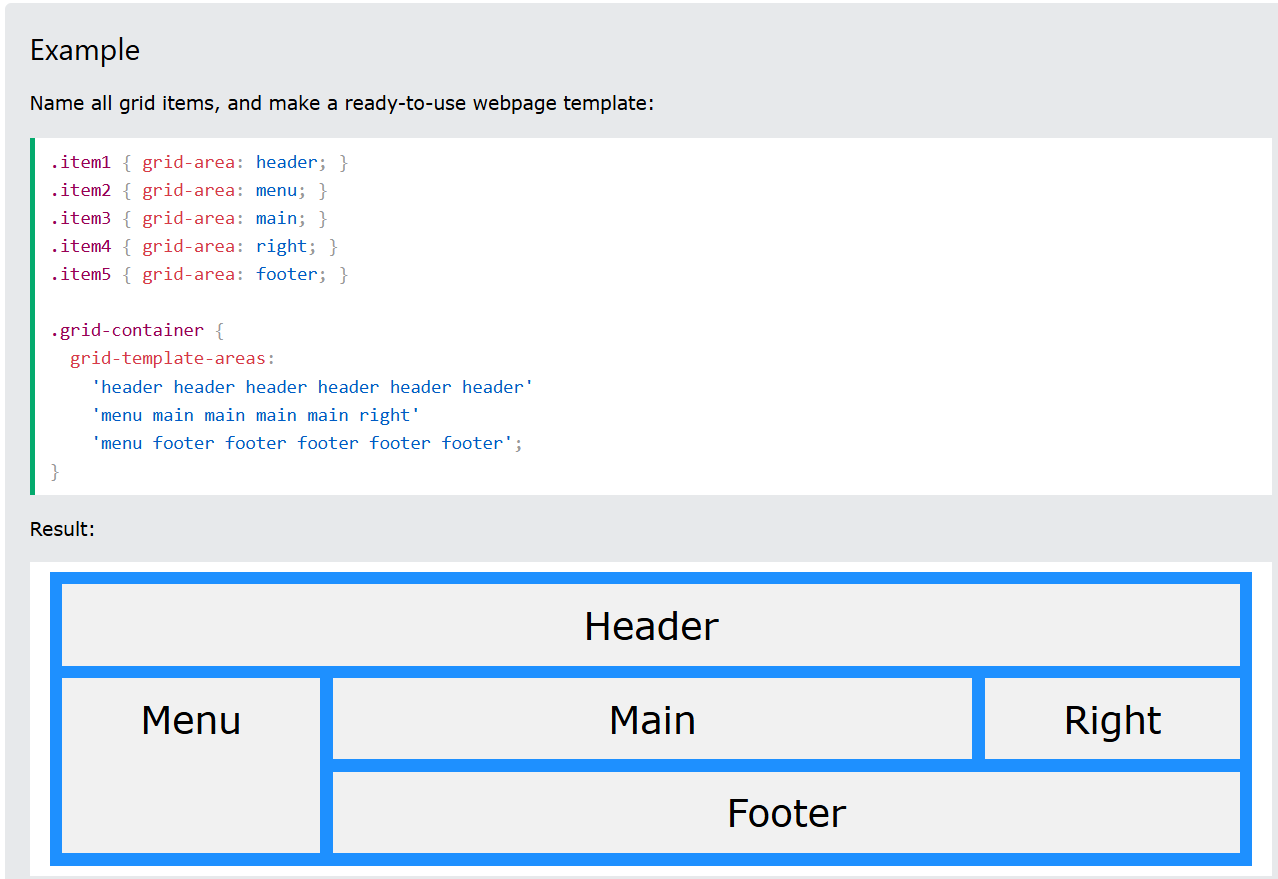 Example
Name all grid items, and make a ready-to-use webpage template:
.item1 { grid-area: header; }
.item2 { grid-area: menu; }
.item3 { grid-area: main; }
.item4 { grid-area: right; }
.item5 { grid-area: footer; }
.grid-container {
  grid-template-areas:
    'header header header header header header'
    'menu main main main main right'
    'menu footer footer footer footer footer';
}
Result:
Header
Menu Main Right
Footer